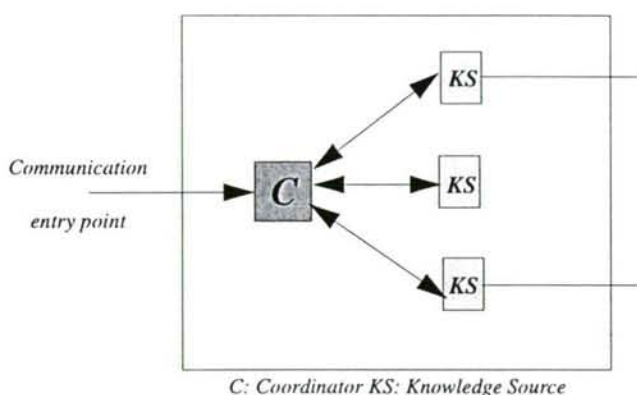 KS
Communication
C
KS
entry point
KS
C: Coordinator KS: Knowledge Source